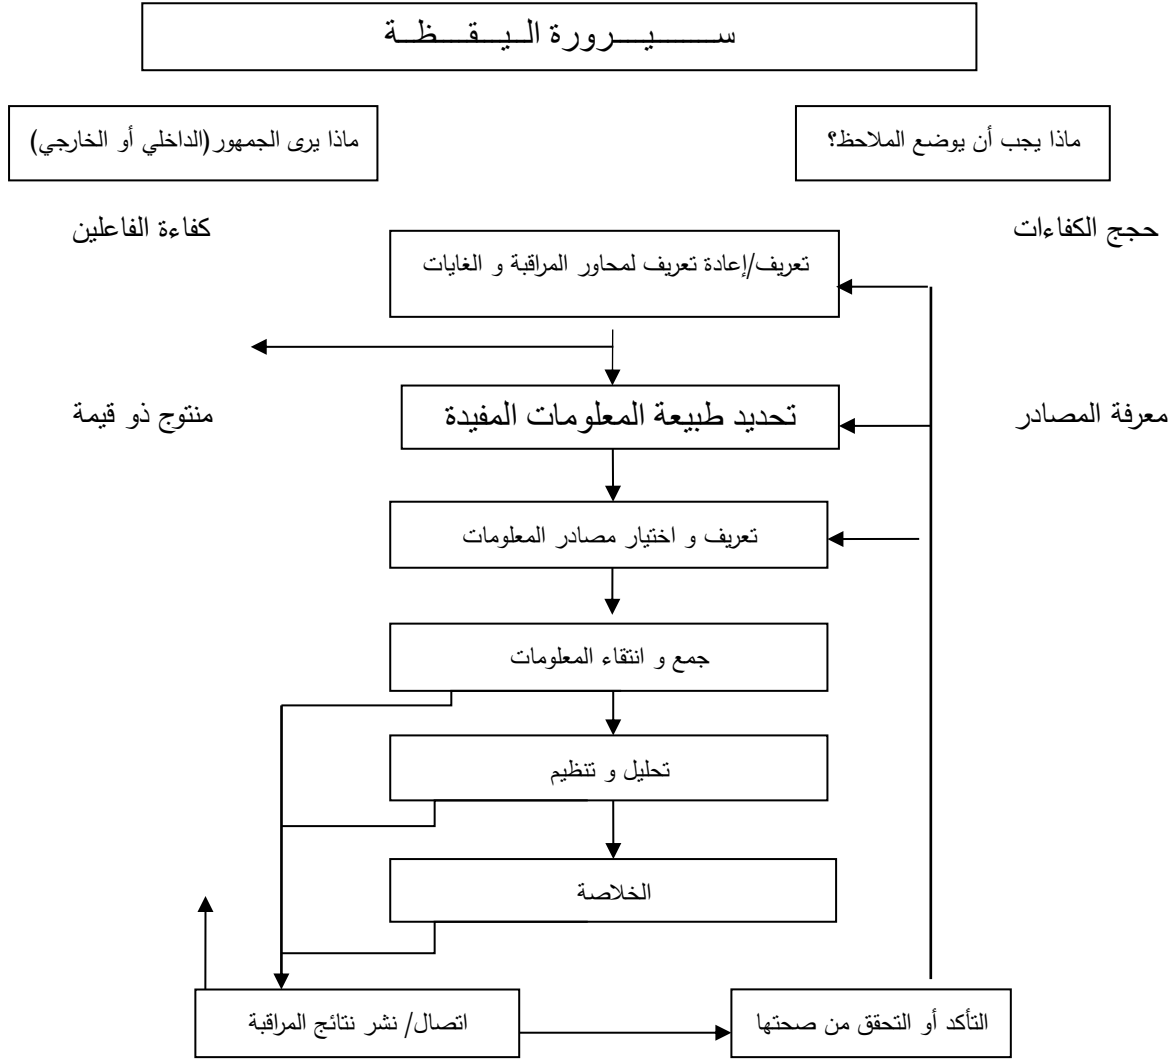 سيرورة اليقظة
ماذا يجب أن يوضع الملاحظ؟
ماذا يرى الجمهور(الداخلي أو الخارجي)
حجج الكفاءات
كفاءة الفاعلين
تعريف/إعادة تعريف لمحاور المراقبة و الغايات
معرفة المصادر
تحديد طبيعة المعلومات المفيدة
منتوج ذو قيمة
تعريف و اختيار مصادر المعلومات
جمع و انتقاء المعلومات
تحليل و تنظيم
الخلاصة
التأكد أو التحقق من صحتها
اتصال/ نشر نتائج المراقبة